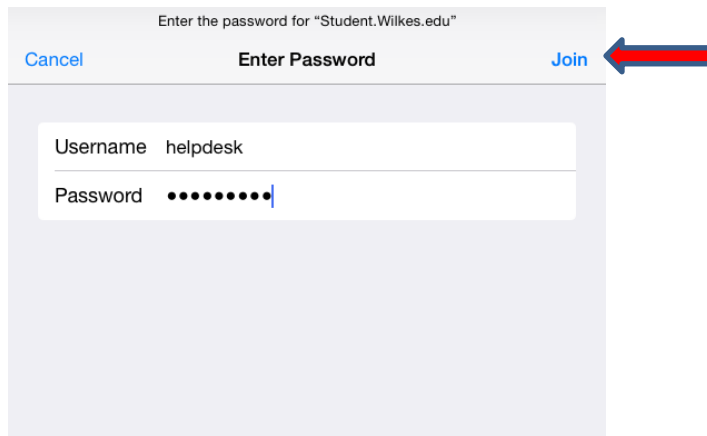 Enter the password for “Student.Wilkes.edu”
Cancel Enter Password Join
Username helpdesk
Password •••••••••